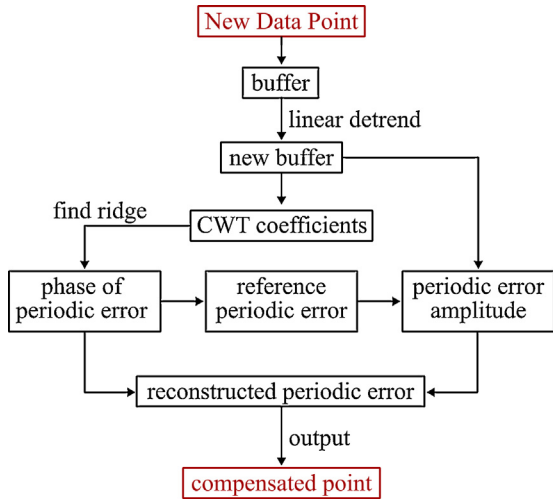 New Data Point
buffer
linear detrend
new buffer
find ridge
CWT coefficients
phase of
periodic error
reference
periodic error
periodic error
amplitude
reconstructed periodic error
output
compensated point